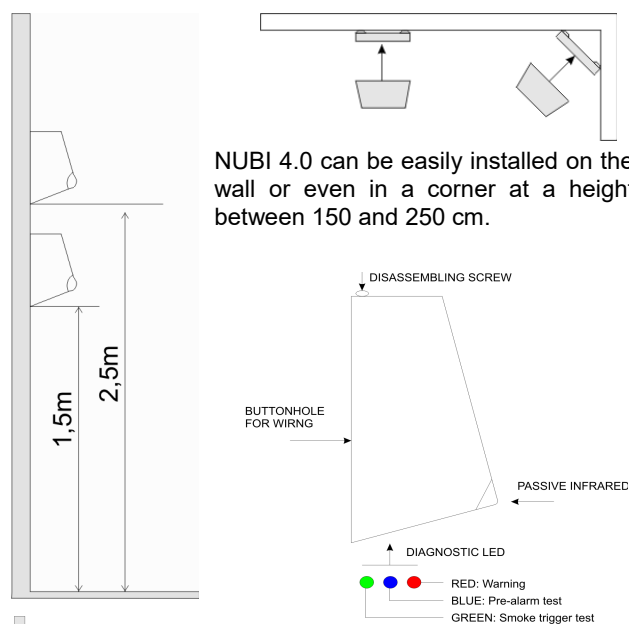 NUBI 4.0 can be easily installed on the
wall or even in a corner at a height
between 150 and 250 cm.
1,5m
2,5m
DISASSEMBLING SCREW
BUTTONHOLE
FOR WIRNG
PASSIVE INFRARED
DIAGNOSTIC LED
RED: Warning
BLUE: Pre-alarm test
GREEN: Smoke trigger test